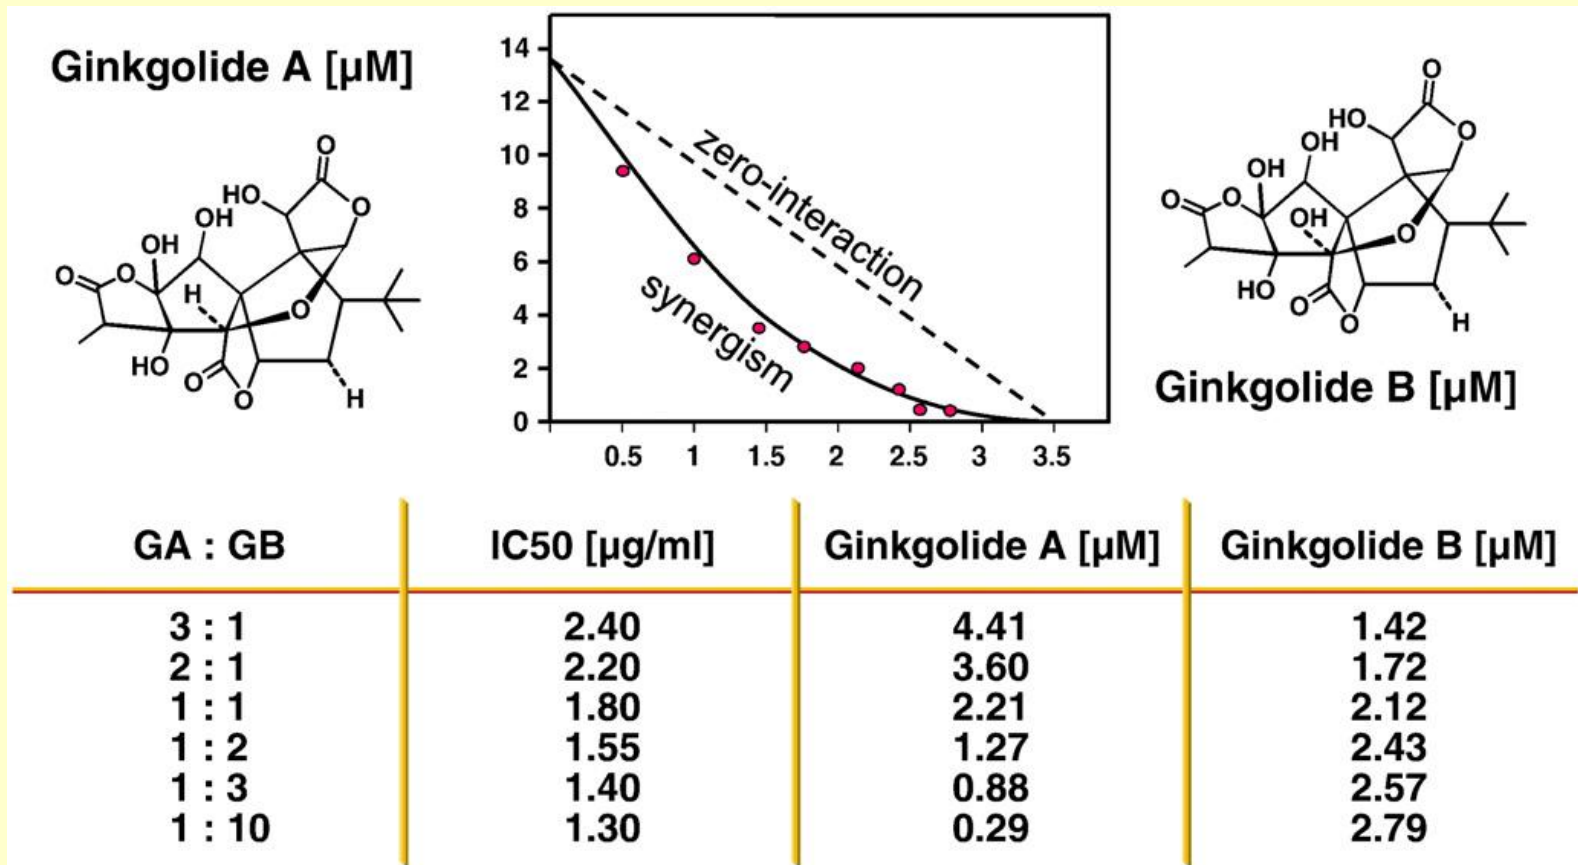 Ginkgolide A [µM]
14
12
10
8
6
4
2
0
0.5 1 1.5 2 2.5 3 3.5
zero-interaction
synergism
O
HO
O
OH
OH
O
O
H
O
HO
O
O
H
O
HO
O
OH
OH
O
O
OH
O
HO
O
O
H
Ginkgolide B [µM]
GA : GB IC50 [µg/ml] Ginkgolide A [µM] Ginkgolide B [µM]
3 : 1 2.40 4.41 1.42
2 : 1 2.20 3.60 1.72
1 : 1 1.80 2.21 2.12
1 : 2 1.55 1.27 2.43
1 : 3 1.40 0.88 2.57
1 : 10 1.30 0.29 2.79